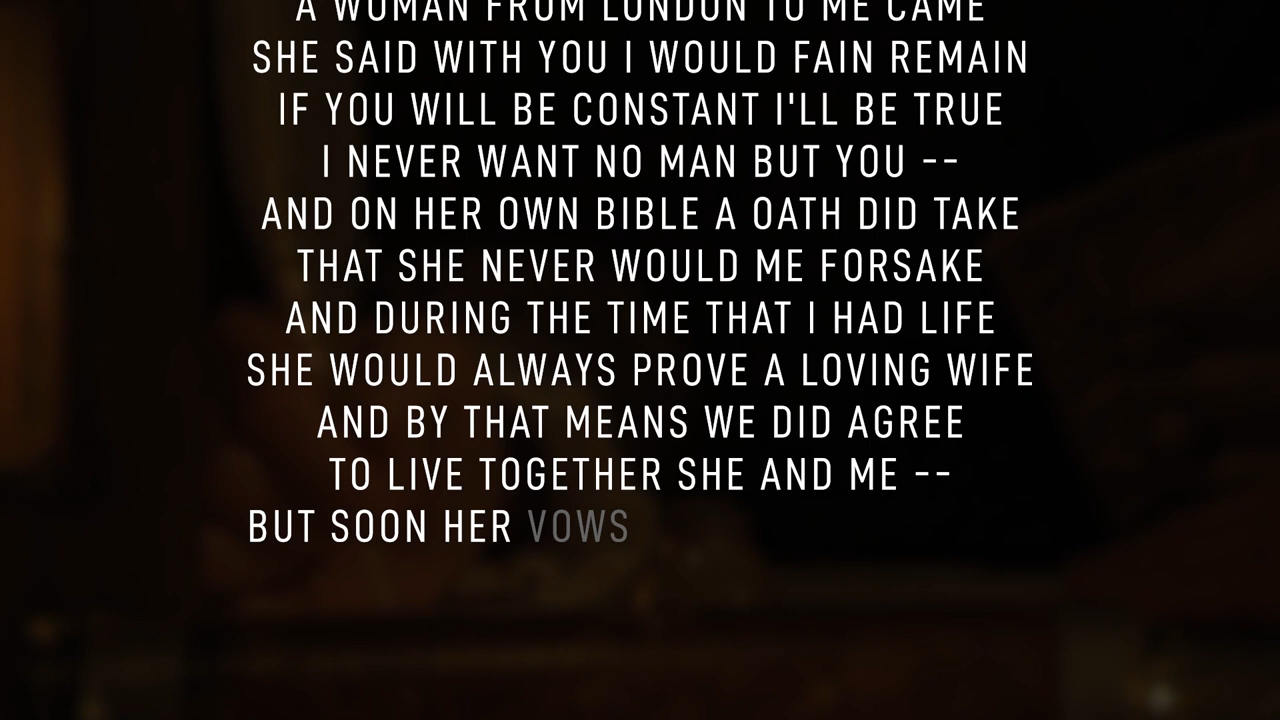 A WOMAN FROM LONDON TO ME CAME
SHE SAID WITH YOU I WOULD FAIN REMAIN
IF YOU WILL BE CONSTANT I'LL BE TRUE
I NEVER WANT NO MAN BUT YOU --
AND ON HER OWN BIBLE A OATH DID TAKE
THAT SHE NEVER WOULD ME FORSAKE
AND DURING THE TIME THAT I HAD LIFE
SHE WOULD ALWAYS PROVE A LOVING WIFE
AND BY THAT MEANS WE DID AGREE
TO LIVE TOGETHER SHE AND ME --
BUT SOON HER VOWS